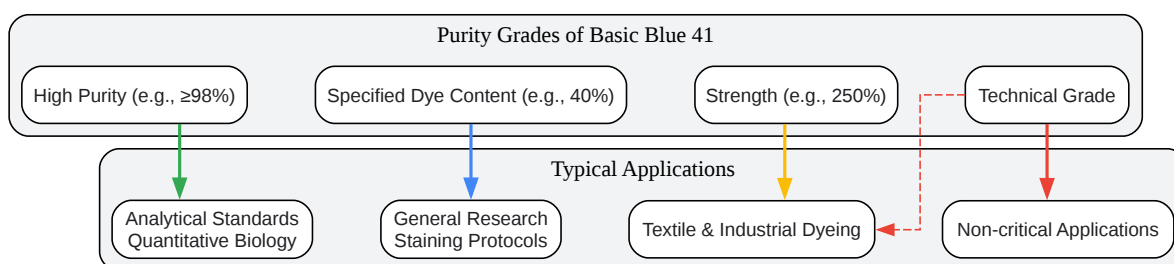 Purity Grades of Basic Blue 41
High Purity (e.g., ≥98%)
Specified Dye Content (e.g., 40%)
Strength (e.g., 250%)
Technical Grade
Typical Applications
Analytical Standards
Quantitative Biology
General Research
Staining Protocols
Textile & Industrial Dyeing
Non-critical Applications